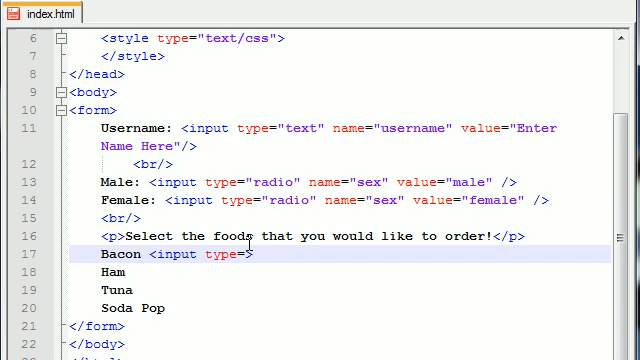 index.html
6 <style type="text/css">
7 </style>
8 </head>
9 <body>
10 <form>
11 Username: <input type="text" name="username" value="Enter
Name Here"/>
12 <br/>
13 Male: <input type="radio" name="sex" value="male" />
14 Female: <input type="radio" name="sex" value="female" />
15 <br/>
16 <p>Select the foods that you would like to order!</p>
17 Bacon <input type=>
18 Ham
19 Tuna
20 Soda Pop
21 </form>
22 </body>